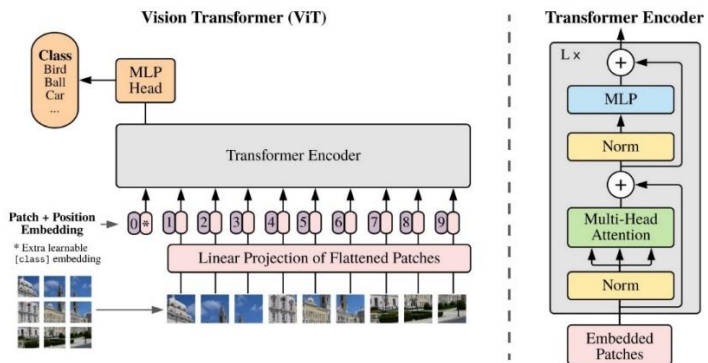 Vision Transformer (ViT)
Class
Bird
Ball
Car
...
MLP
Head
Transformer Encoder
Patch + Position
Embedding
0 * 1 2 3 4 5 6 7 8 9
* Extra learnable
[class] embedding
Linear Projection of Flattened Patches
Transformer Encoder
L x
+
MLP
Norm
+
Multi-Head
Attention
Norm
Embedded
Patches